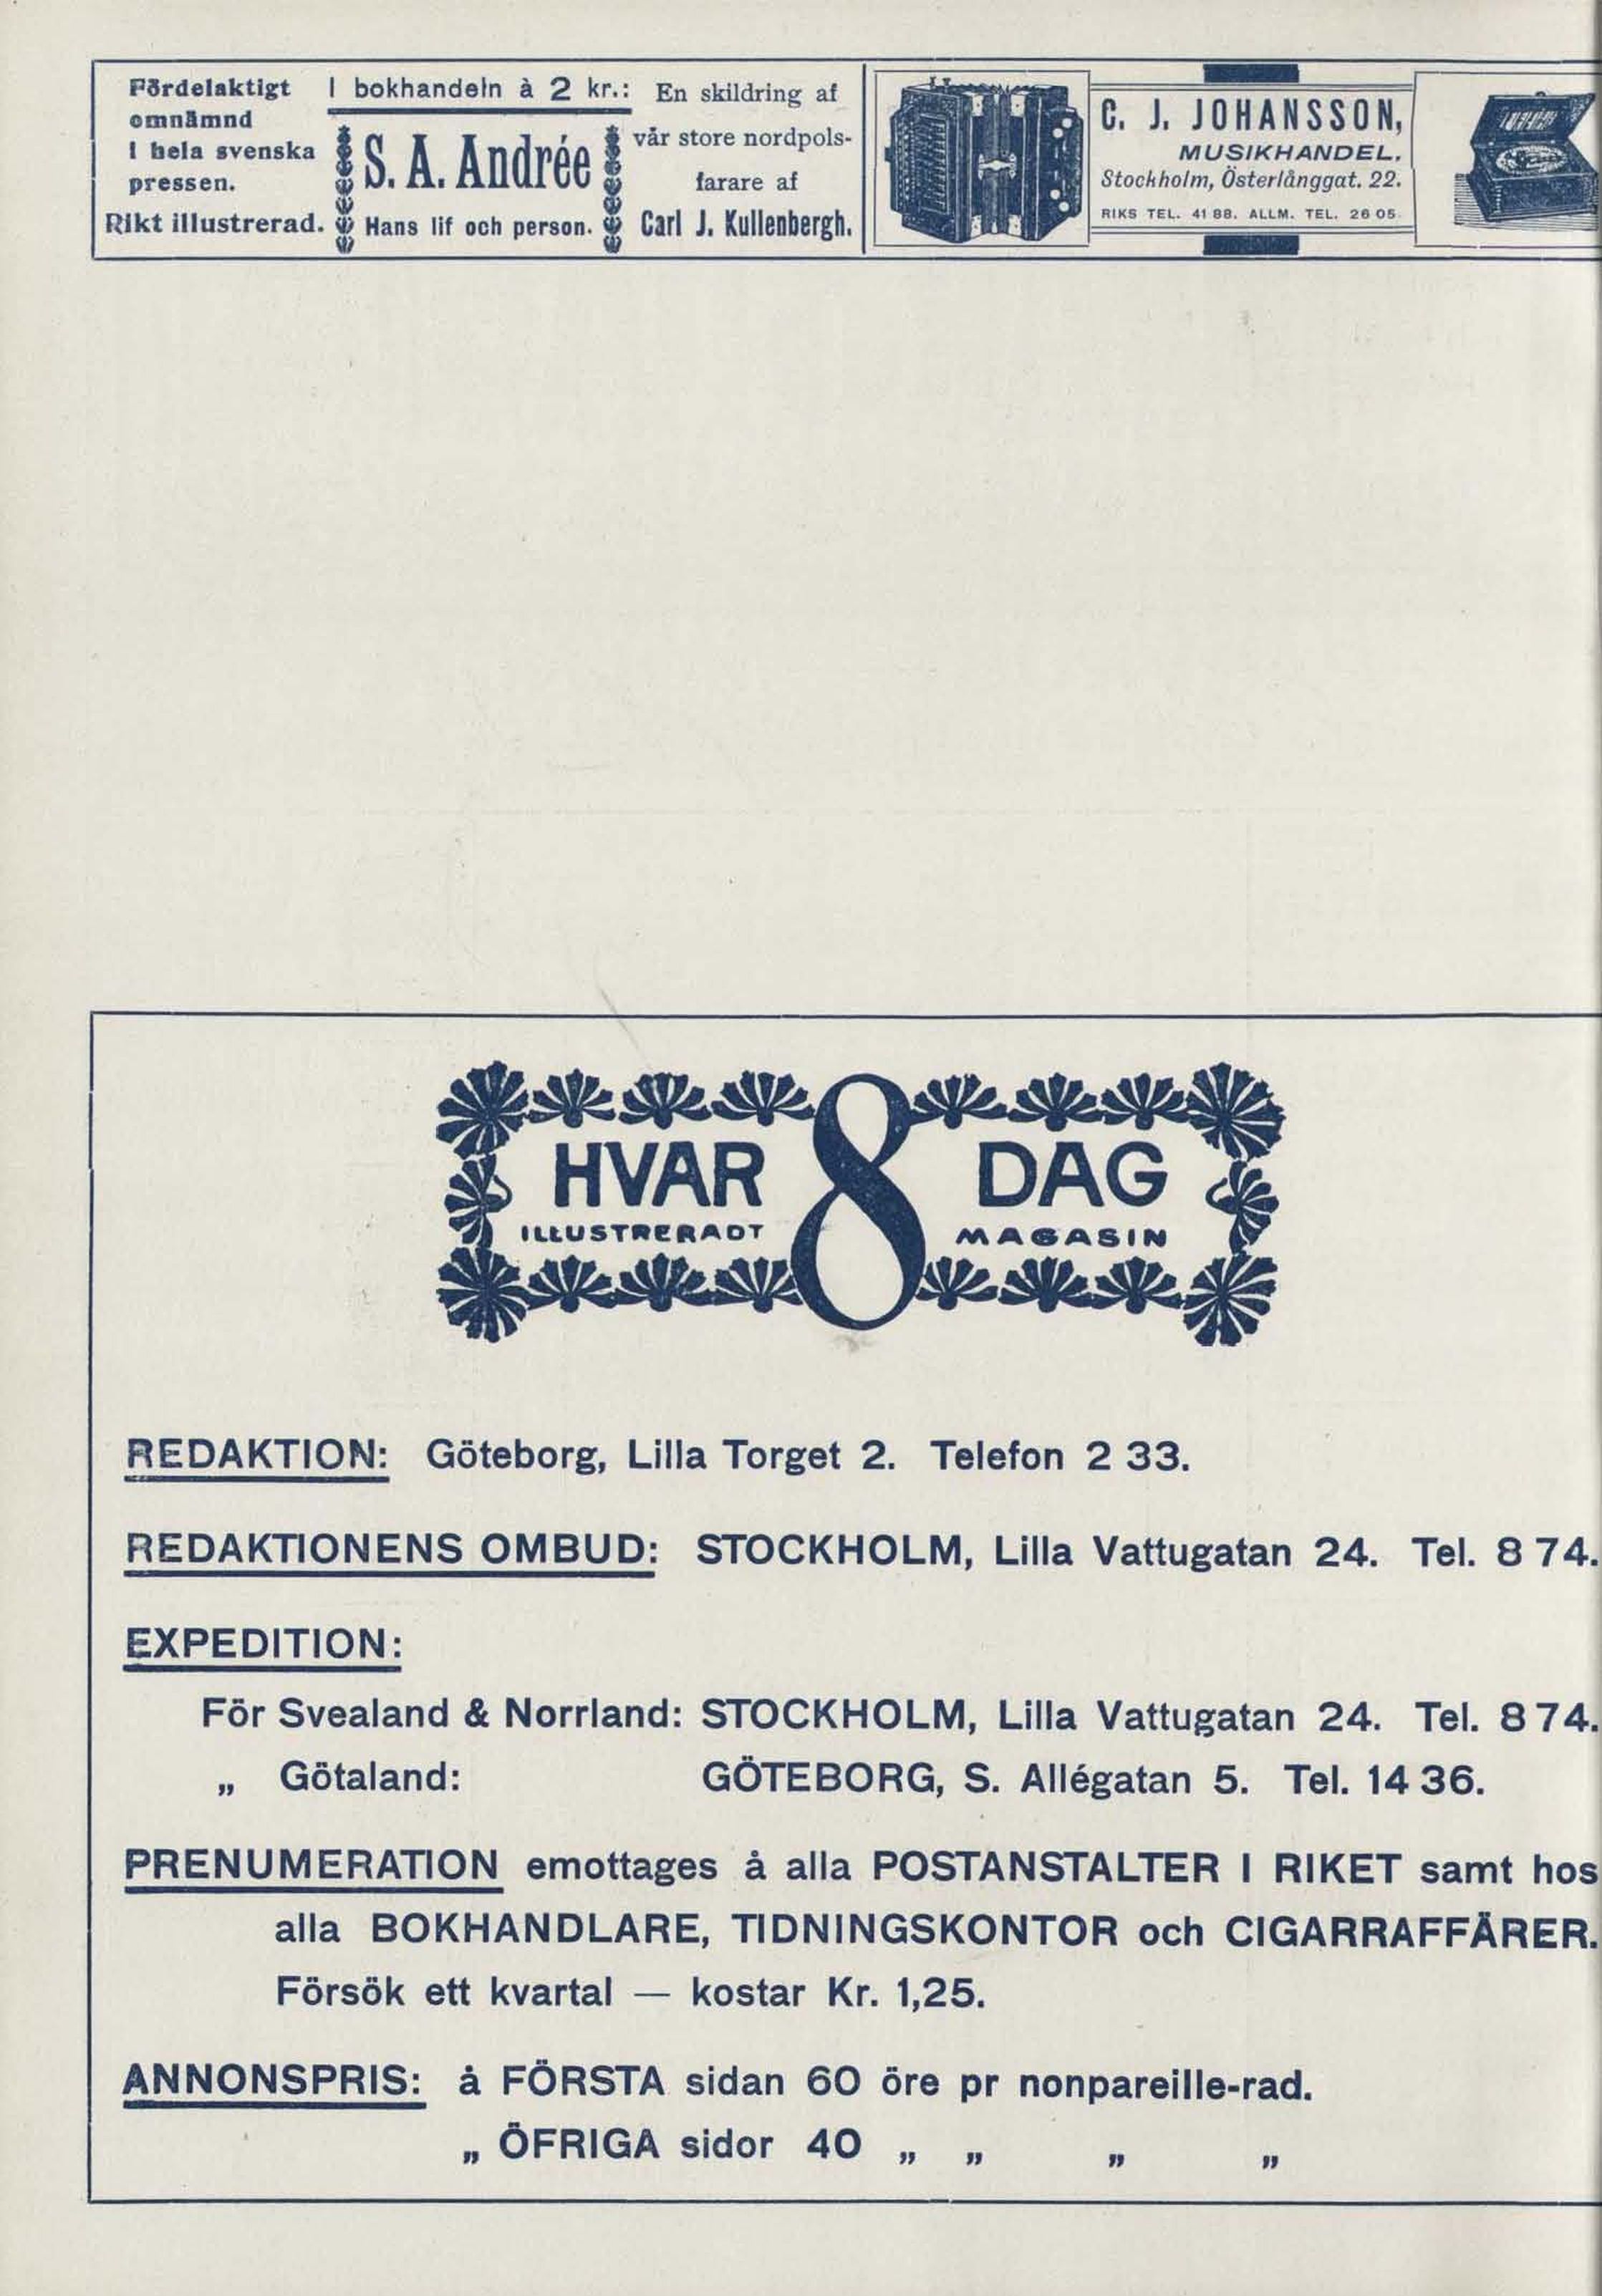 Fördelaktigt
omnämnd
I hela svenska
pressen.
Rikt illustrerad.
I bokhandeln à 2 kr.:
S. A. Andrée
Hans lif och person.
En skildring af
vår store nordpols-
farare af
Carl J. Kullenbergh.
C. J. JOHANSSON,
MUSIKHANDEL.
Stockholm, Österlånggat. 22.
RIKS TEL. 41 88. ALLM. TEL. 26 05.
HVAR 8 DAG
ILLUSTRERADT MAGASIN
REDAKTION: Göteborg, Lilla Torget 2. Telefon 2 33.
REDAKTIONENS OMBUD: STOCKHOLM, Lilla Vattugatan 24. Tel. 8 74.
EXPEDITION:
För Svealand & Norrland: STOCKHOLM, Lilla Vattugatan 24. Tel. 8 74.
„ Götaland: GÖTEBORG, S. Allégatan 5. Tel. 14 36.
PRENUMERATION emottages å alla POSTANSTALTER I RIKET samt hos
alla BOKHANDLARE, TIDNINGSKONTOR och CIGARRAFFÄRER.
Försök ett kvartal — kostar Kr. 1,25.
ANNONSPRIS: å FÖRSTA sidan 60 öre pr nonpareille-rad.
„ ÖFRIGA sidor 40 „ „ „ „